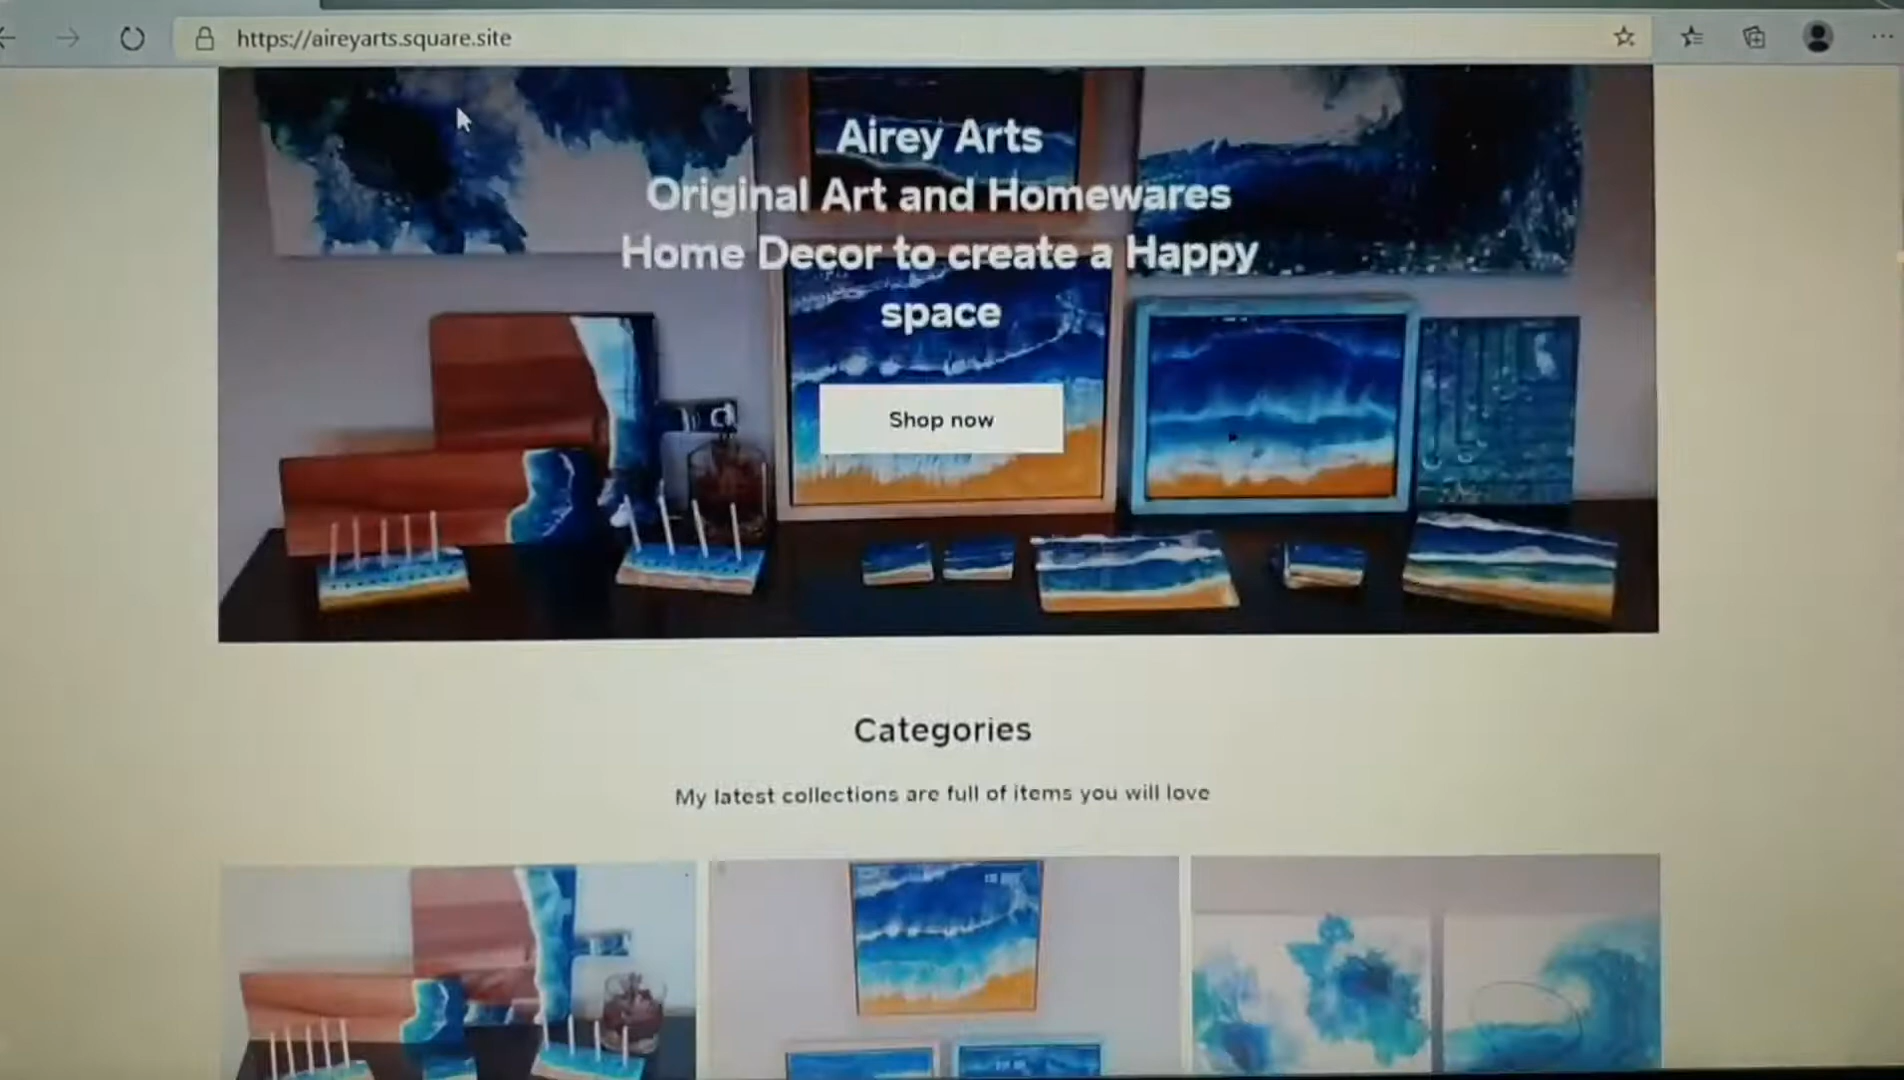 https://aireyarts.square.site
Airey Arts
Original Art and Homewares
Home Decor to create a Happy
space
Shop now
Categories
My latest collections are full of items you will love